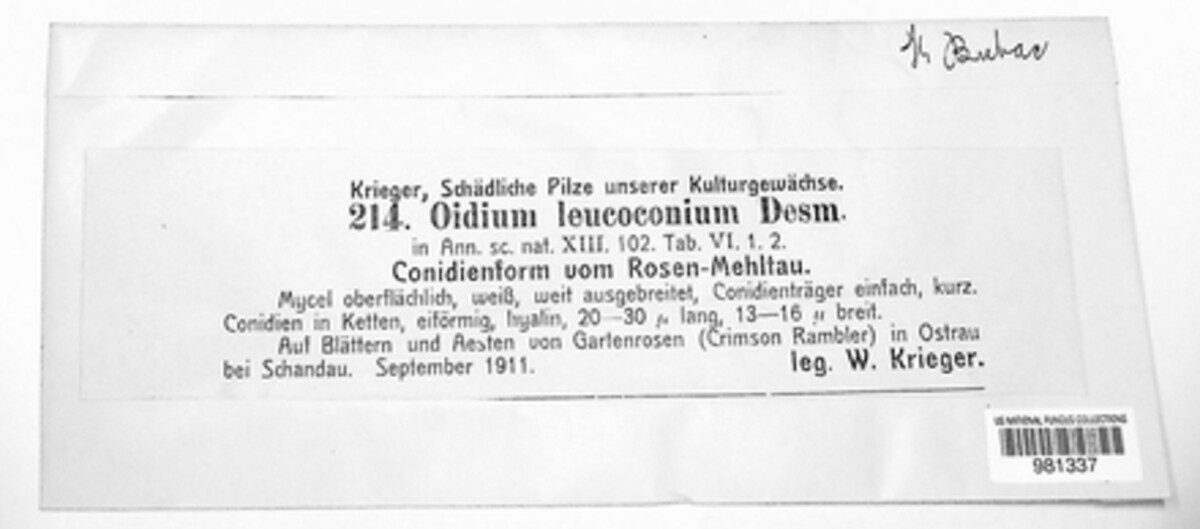 Bubac
Krieger, Schädliche Pilze unserer Kulturgewächse.
214. Oidium leucoconium Desm.
in Ann. sc. nat. XIII. 102. Tab. VI. 1. 2.
Conidienform vom Rosen-Mehltau.
Mycel oberflächlich, weiß, weit ausgebreitet, Conidienträger einfach, kurz.
Conidien in Ketten, eiförmig, hyalin, 20—30 µ lang, 13—16 µ breit.
Auf Blättern und Aesten von Gartenrosen (Crimson Rambler) in Ostrau
bei Schandau. September 1911. leg. W. Krieger.
US NATIONAL FUNGUS COLLECTIONS
981337